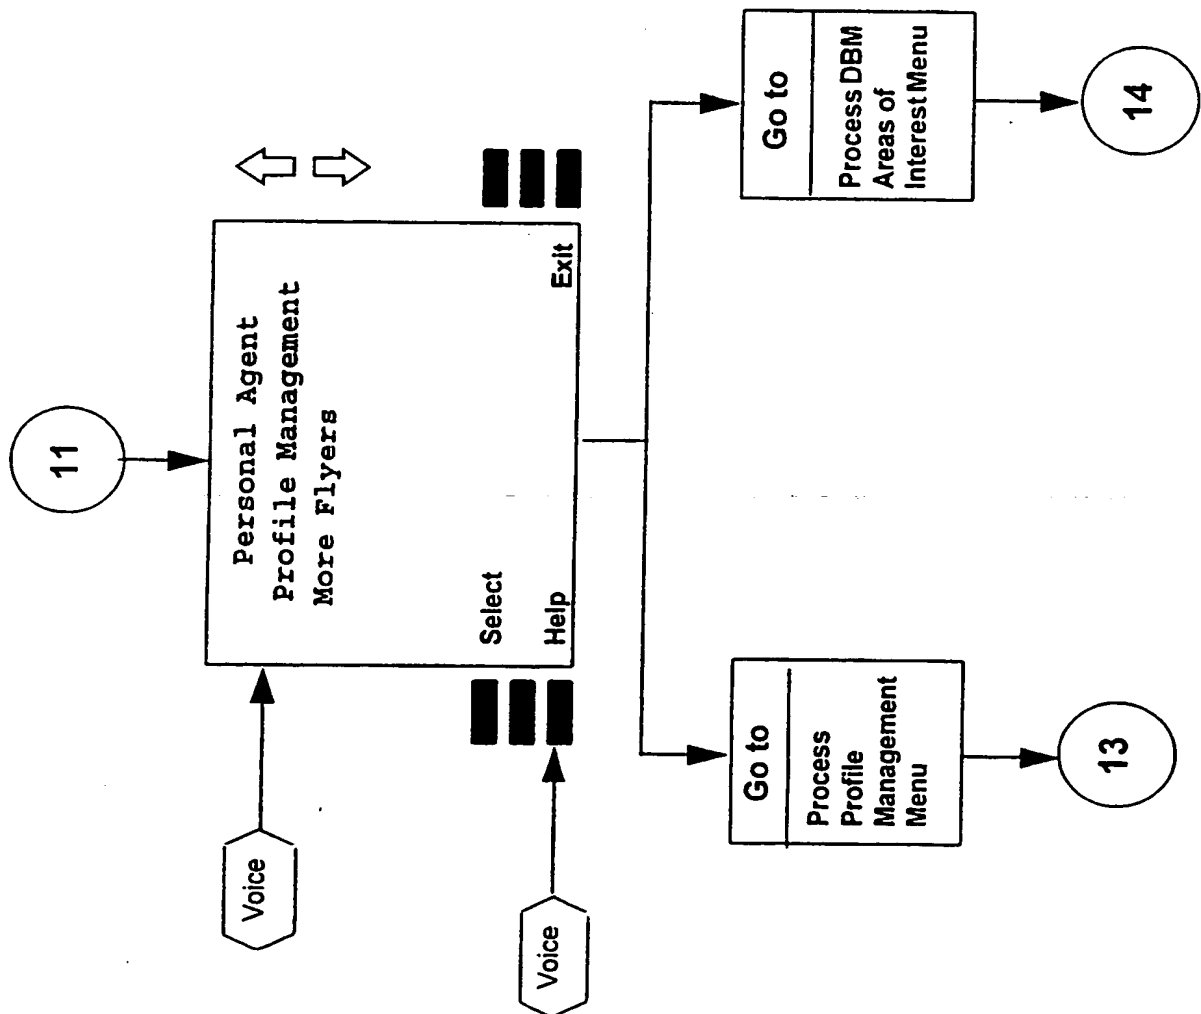 11
Voice
Personal Agent
Profile Management
More Flyers
Select
Help
Exit
Voice
Go to
Process
Profile
Management
Menu
13
Go to
Process DBM
Areas of
Interest Menu
14